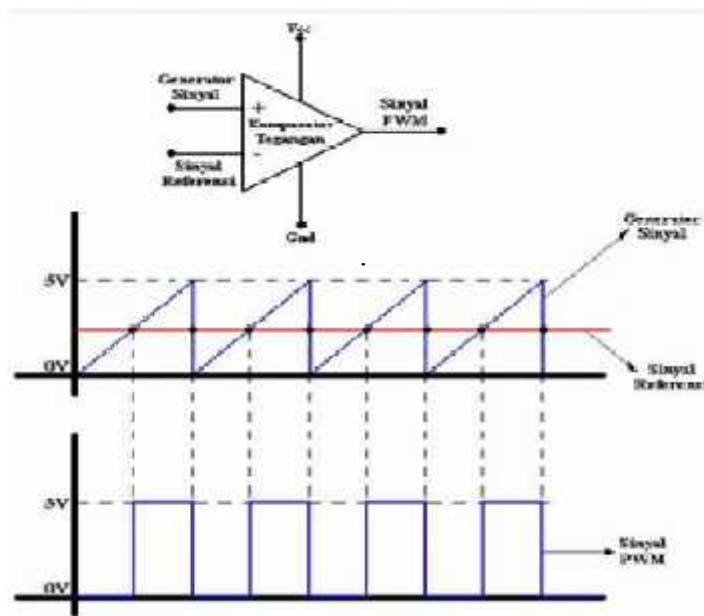 Vcc
Generator
Sinyal
+
Komparator
Tegangan
-
Sinyal
PWM
Sinyal
Referensi
Gnd
Generator
Sinyal
5V
0V
Sinyal
Referensi
5V
0V
Sinyal
PWM